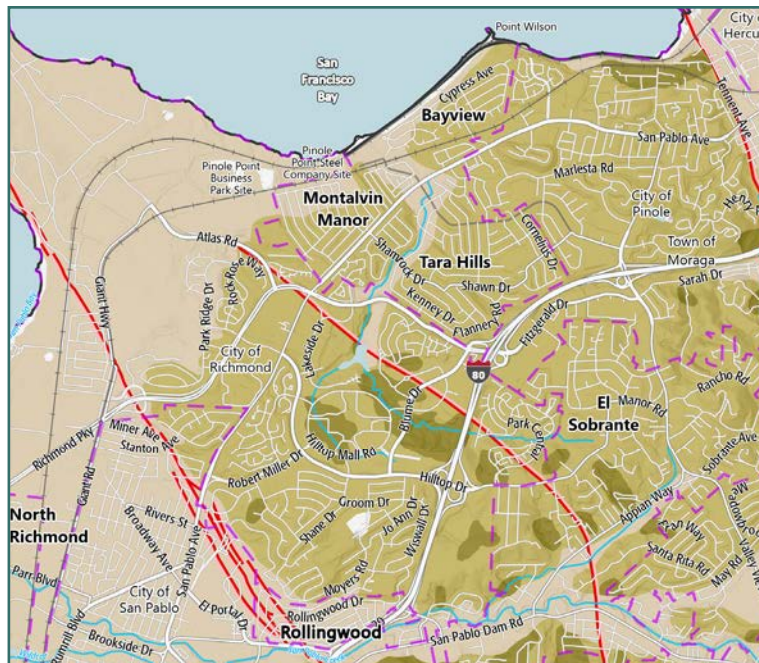 Point Wilson
City of
Hercu
San
Francisco
Bay
Cypress Ave
Bayview
Tennent Ave
San Pablo Ave
Pinole
Point Steel
Company Site
Pinole Point
Business
Park Site
Marlesta Rd
Montalvin
Manor
City of
Pinole
Henry
Atlas Rd
Shamrock Dr
Tara Hills
Cornelius Dr
Town of
Moraga
Rock Rose Way
Giant Hwy
Park Ridge Dr
Kenney Dr
Shawn Dr
Sarah Dr
Flannery Rd
Fitzgerald Dr
City of
Richmond
Lakeside Dr
80
El
Sobrante
Rancho Rd
Blume Dr
Manor Rd
Miner Ave
Stanton Ave
Park Central
Richmond Pky
Giant Rd
Hilltop Mall Rd
Robert Miller Dr
Hilltop Dr
Sobrante Ave
Appian Way
North
Richmond
Rivers St
Broadway Ave
San Pablo Ave
Shane Dr
Groom Dr
Jo Ann Dr
Wiswall Dr
Santa Rita Rd
May Rd
Parr Blvd
City of
San Pablo
Moyers Rd
El Portal Dr
Rollingwood Dr
Rumrill Blvd
Brookside Dr
Rollingwood
San Pablo Dam Rd